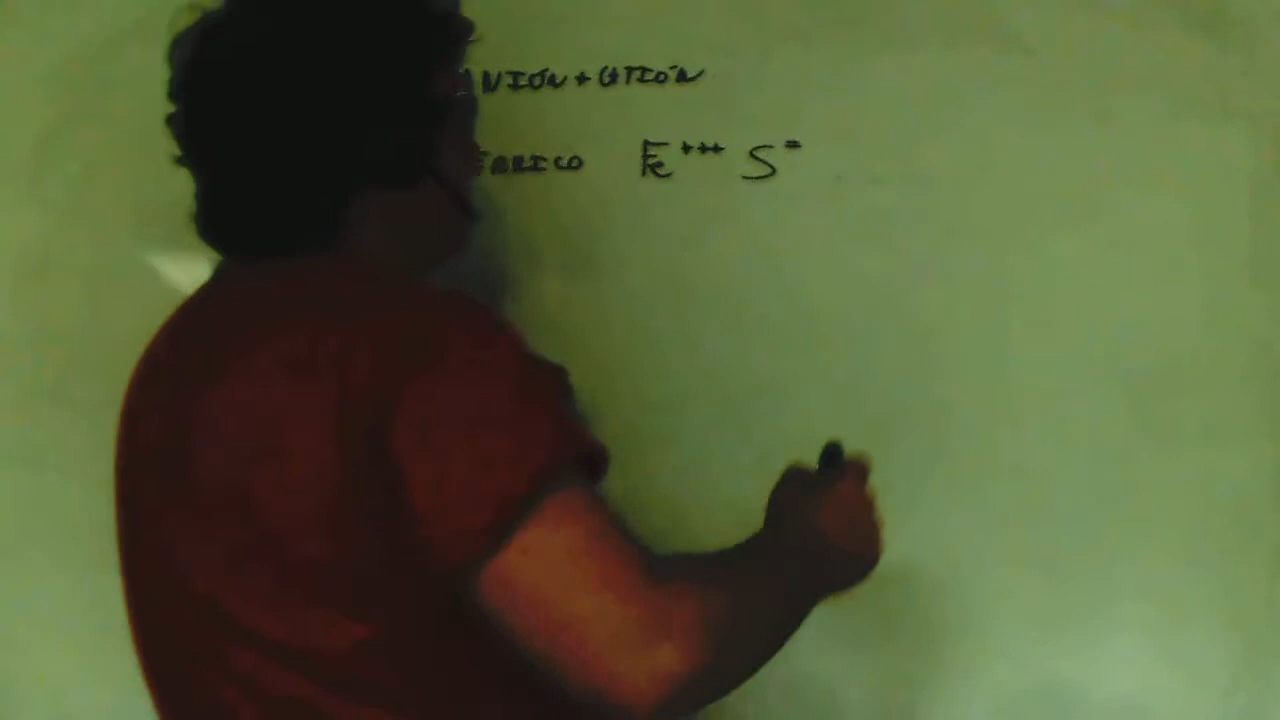 ANIÓN + CATIÓN
FÉRRICO Fe+++ S=